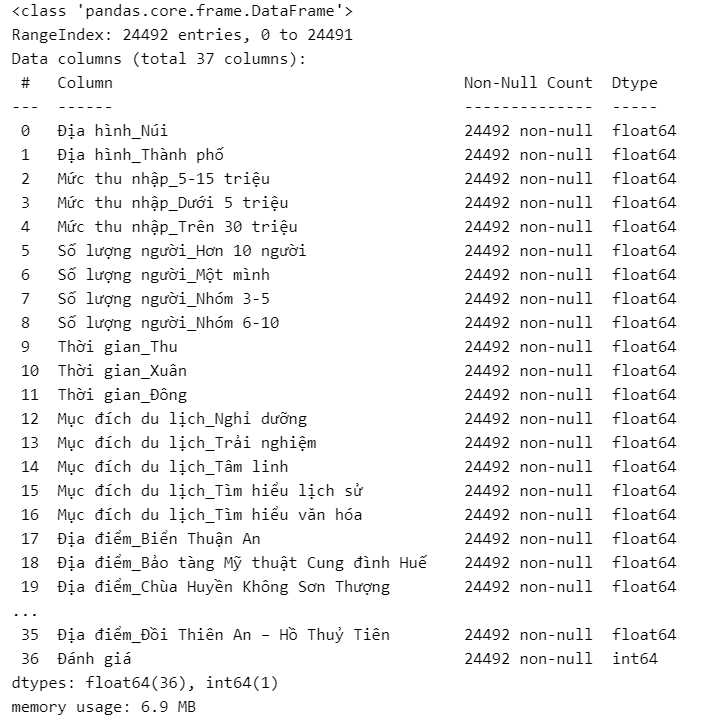 <class 'pandas.core.frame.DataFrame'>
RangeIndex: 24492 entries, 0 to 24491
Data columns (total 37 columns):
 #   Column                                   Non-Null Count  Dtype
---  ------                                   --------------  -----
 0   Địa hình_Núi                             24492 non-null  float64
 1   Địa hình_Thành phố                       24492 non-null  float64
 2   Mức thu nhập_5-15 triệu                  24492 non-null  float64
 3   Mức thu nhập_Dưới 5 triệu                24492 non-null  float64
 4   Mức thu nhập_Trên 30 triệu               24492 non-null  float64
 5   Số lượng người_Hơn 10 người              24492 non-null  float64
 6   Số lượng người_Một mình                  24492 non-null  float64
 7   Số lượng người_Nhóm 3-5                  24492 non-null  float64
 8   Số lượng người_Nhóm 6-10                 24492 non-null  float64
 9   Thời gian_Thu                            24492 non-null  float64
 10  Thời gian_Xuân                           24492 non-null  float64
 11  Thời gian_Đông                           24492 non-null  float64
 12  Mục đích du lịch_Nghỉ dưỡng              24492 non-null  float64
 13  Mục đích du lịch_Trải nghiệm             24492 non-null  float64
 14  Mục đích du lịch_Tâm linh                24492 non-null  float64
 15  Mục đích du lịch_Tìm hiểu lịch sử        24492 non-null  float64
 16  Mục đích du lịch_Tìm hiểu văn hóa        24492 non-null  float64
 17  Địa điểm_Biển Thuận An                   24492 non-null  float64
 18  Địa điểm_Bảo tàng Mỹ thuật Cung đình Huế 24492 non-null  float64
 19  Địa điểm_Chùa Huyền Không Sơn Thượng     24492 non-null  float64
...
 35  Địa điểm_Đồi Thiên An – Hồ Thuỷ Tiên     24492 non-null  float64
 36  Đánh giá                                 24492 non-null  int64
dtypes: float64(36), int64(1)
memory usage: 6.9 MB